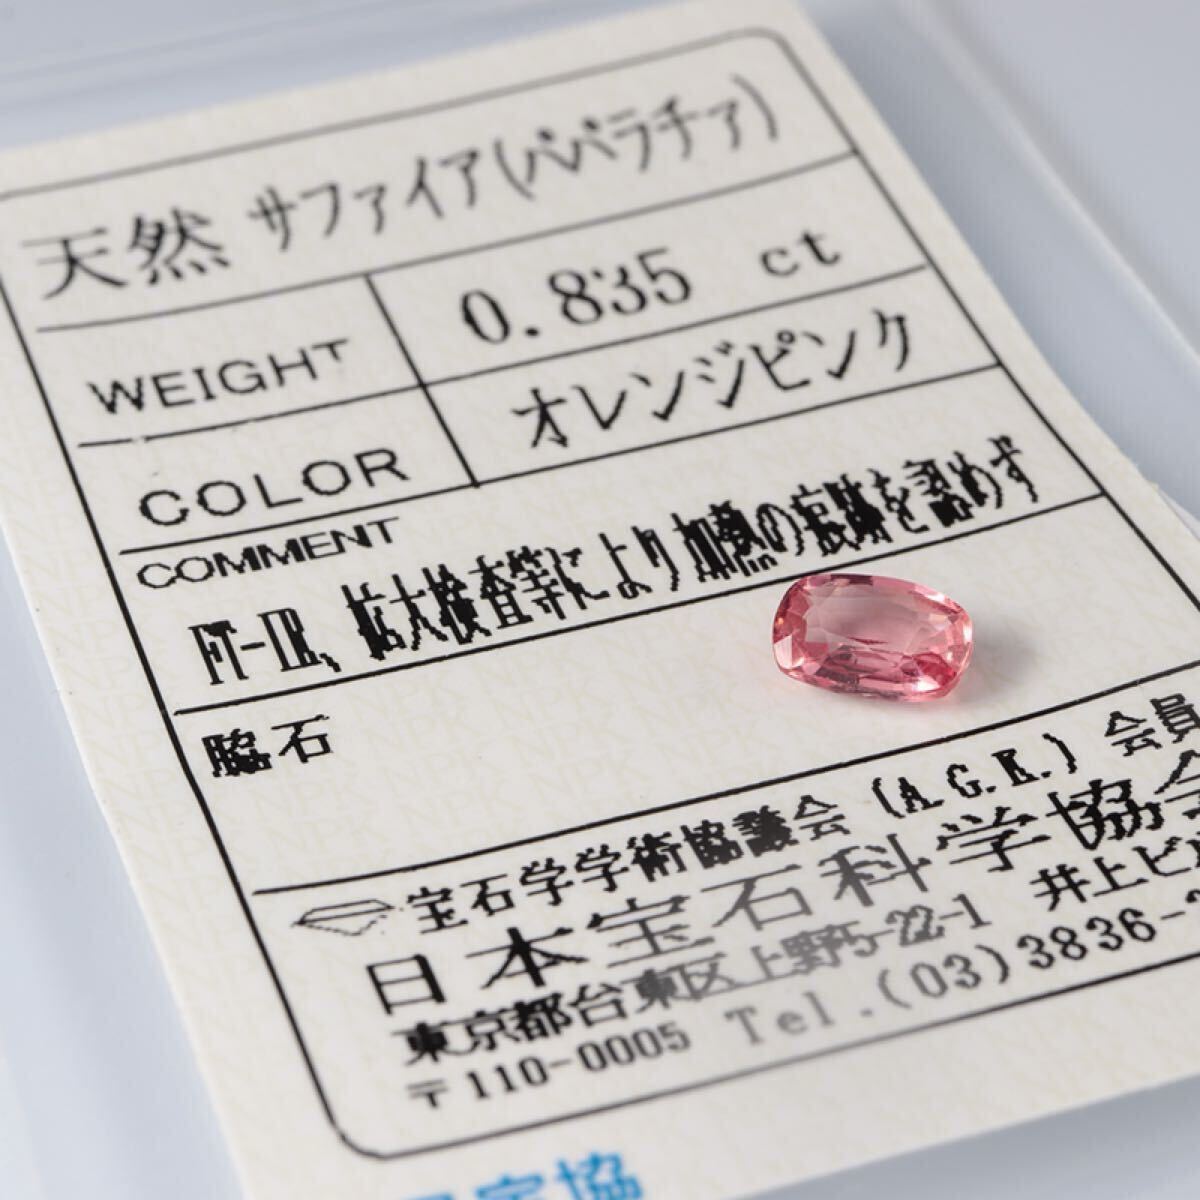 天然 サファイア(パパラチァ)
WEIGHT 0.835 ct
COLOR オレンジピンク
COMMENT
FT-IR、拡大検査等により加熱の痕跡を認めず
脇石
宝石学学術協議会 (A.G.K.) 会員
日本宝石科学協会
東京都台東区上野5-22-1 井上ビル
〒110-0005 Tel.(03)3836-